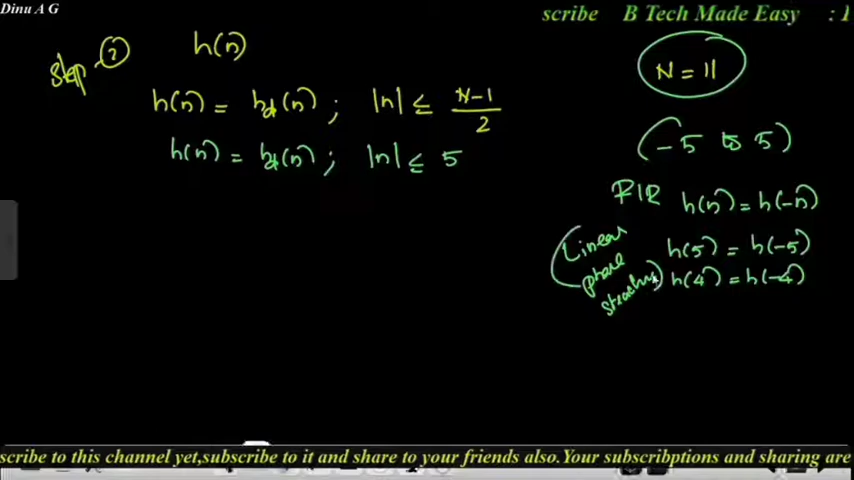 Dinu A G
scribe B Tech Made Easy : 1
Step-② h(n)
h(n) = hd(n) ; |n| ≤ N-1/2
h(n) = hd(n) ; |n| ≤ 5
N = 11
(-5 to 5)
FIR h(n) = h(-n)
(Linear phase
h(5) = h(-5)
h(4) = h(-4)
scribe to this channel yet,subscribe to it and share to your friends also.Your subscribptions and sharing are